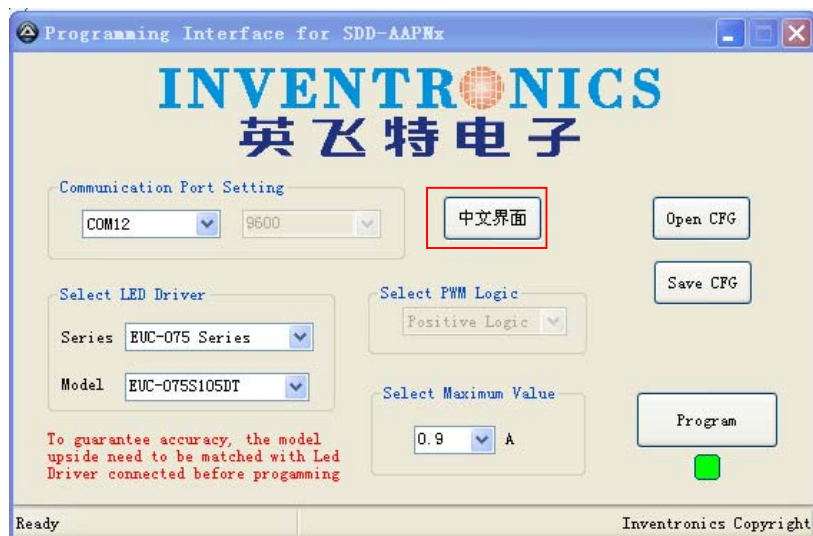 Programming Interface for SDD-AAPNx
INVENTRONICS
英飞特电子
Communication Port Setting
COM12
9600
中文界面
Open CFG
Save CFG
Select LED Driver
Series
EUC-075 Series
Model
EUC-075S105DT
Select PWM Logic
Positive Logic
Select Maximum Value
0.9
A
Program
To guarantee accuracy, the model
upside need to be matched with Led
Driver connected before progamming
Ready
Inventronics Copyright